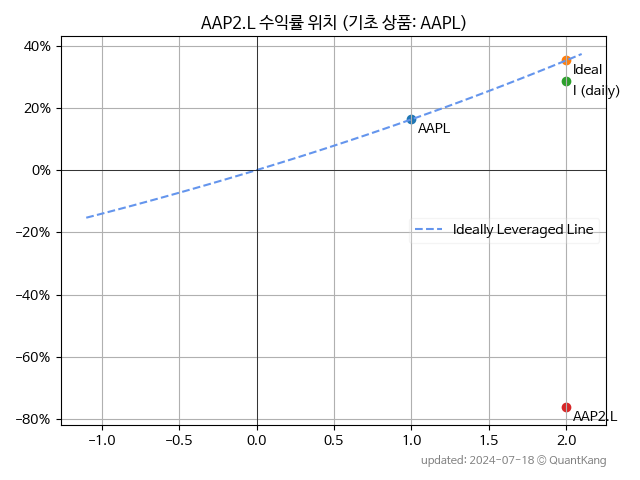 AAP2.L 수익률 위치 (기초 상품: AAPL)
40%
20%
0%
-20%
-40%
-60%
-80%
Ideal
I (daily)
AAPL
Ideally Leveraged Line
AAP2.L
-1.0 -0.5 0.0 0.5 1.0 1.5 2.0
updated: 2024-07-18 © QuantKang